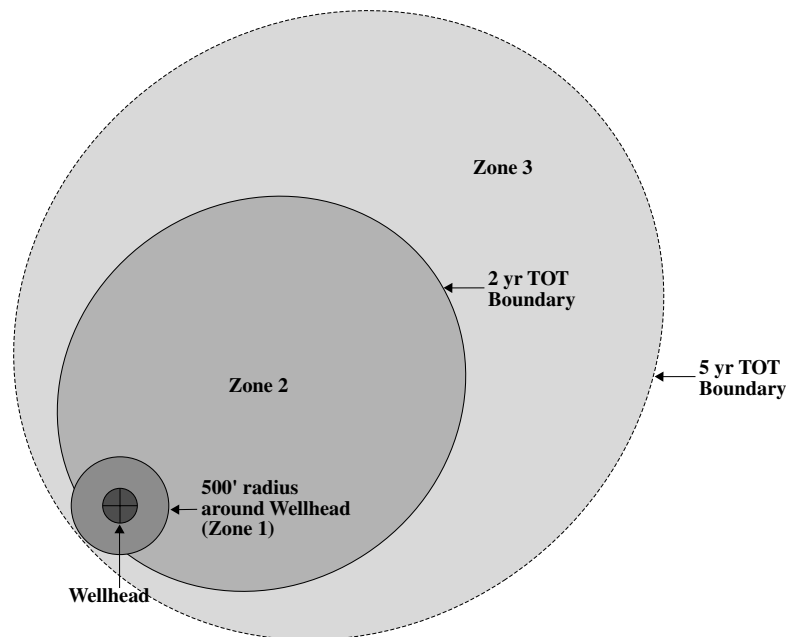 Zone 3
2 yr TOT
Boundary
Zone 2
5 yr TOT
Boundary
500' radius
around Wellhead
(Zone 1)
Wellhead